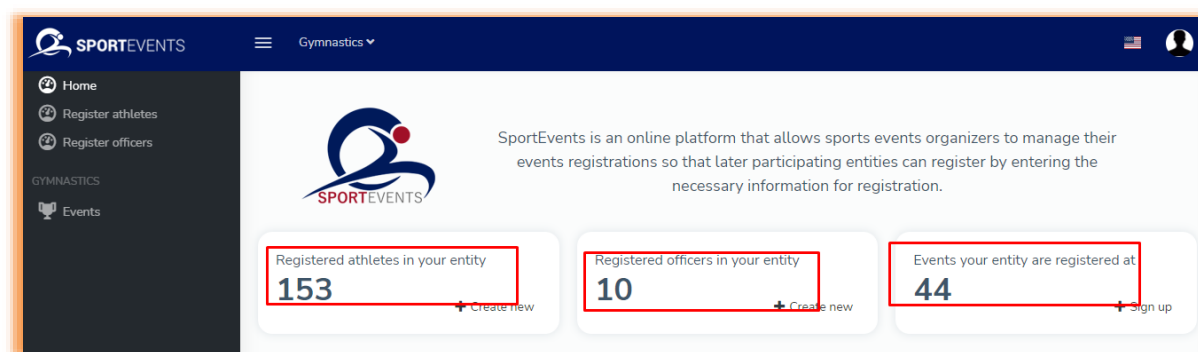 SPORTEVENTS
Gymnastics
Home
Register athletes
Register officers
GYMNASTICS
Events
SPORTEVENTS
SportEvents is an online platform that allows sports events organizers to manage their
events registrations so that later participating entities can register by entering the
necessary information for registration.
Registered athletes in your entity
153
+ Create new
Registered officers in your entity
10
+ Create new
Events your entity are registered at
44
+ Sign up